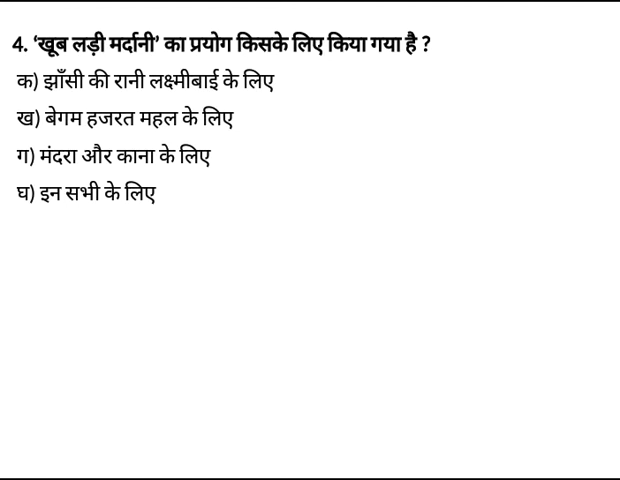 4. ‘खूब लड़ी मर्दानी’ का प्रयोग किसके लिए किया गया है ?
क) झाँसी की रानी लक्ष्मीबाई के लिए
ख) बेगम हजरत महल के लिए
ग) मंदरा और काना के लिए
घ) इन सभी के लिए